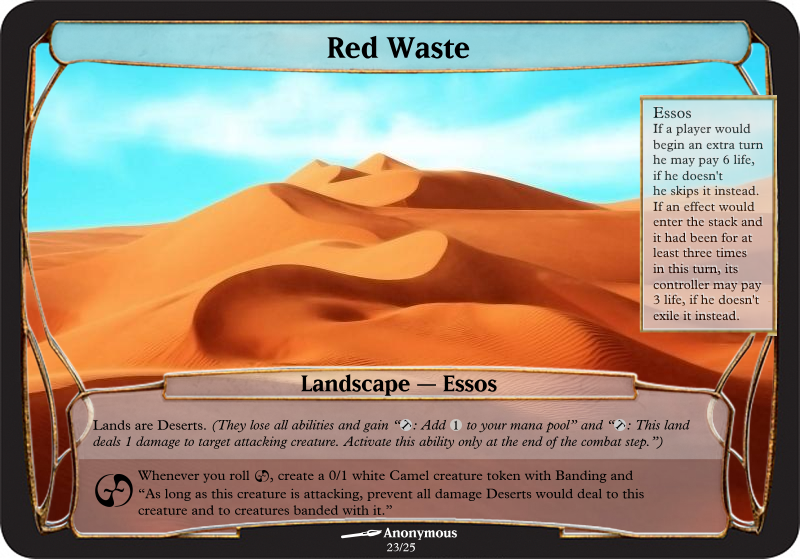 Red Waste
Essos
If a player would
begin an extra turn
he may pay 6 life,
if he doesn't
he skips it instead.
If an effect would
enter the stack and
it had been for at
least three times
in this turn, its
controller may pay
3 life, if he doesn't
exile it instead.
Landscape — Essos
Lands are Deserts. (They lose all abilities and gain “: Add 1 to your mana pool” and “: This land
deals 1 damage to target attacking creature. Activate this ability only at the end of the combat step.”)
Whenever you roll , create a 0/1 white Camel creature token with Banding and
“As long as this creature is attacking, prevent all damage Deserts would deal to this
creature and to creatures banded with it.”
Anonymous
23/25